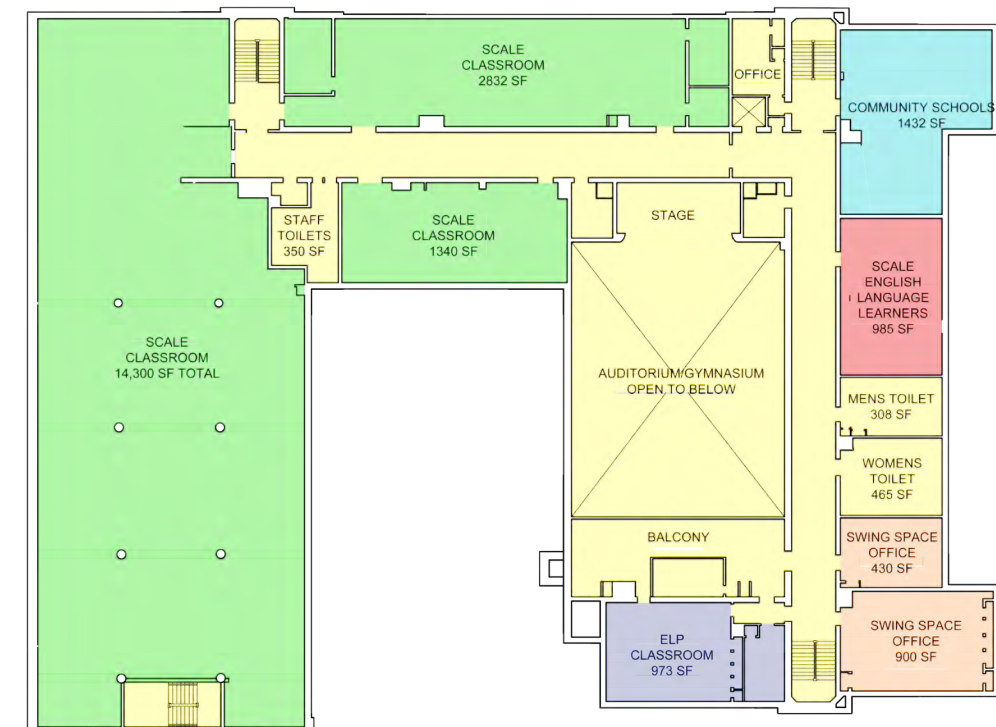 SCALE
CLASSROOM
2832 SF
OFFICE
COMMUNITY SCHOOLS
1432 SF
STAFF
TOILETS
350 SF
SCALE
CLASSROOM
1340 SF
STAGE
SCALE
ENGLISH
LANGUAGE
LEARNERS
985 SF
SCALE
CLASSROOM
14,300 SF TOTAL
AUDITORIUM/GYMNASIUM
OPEN TO BELOW
MENS TOILET
308 SF
WOMENS
TOILET
465 SF
BALCONY
SWING SPACE
OFFICE
430 SF
ELP
CLASSROOM
973 SF
SWING SPACE
OFFICE
900 SF